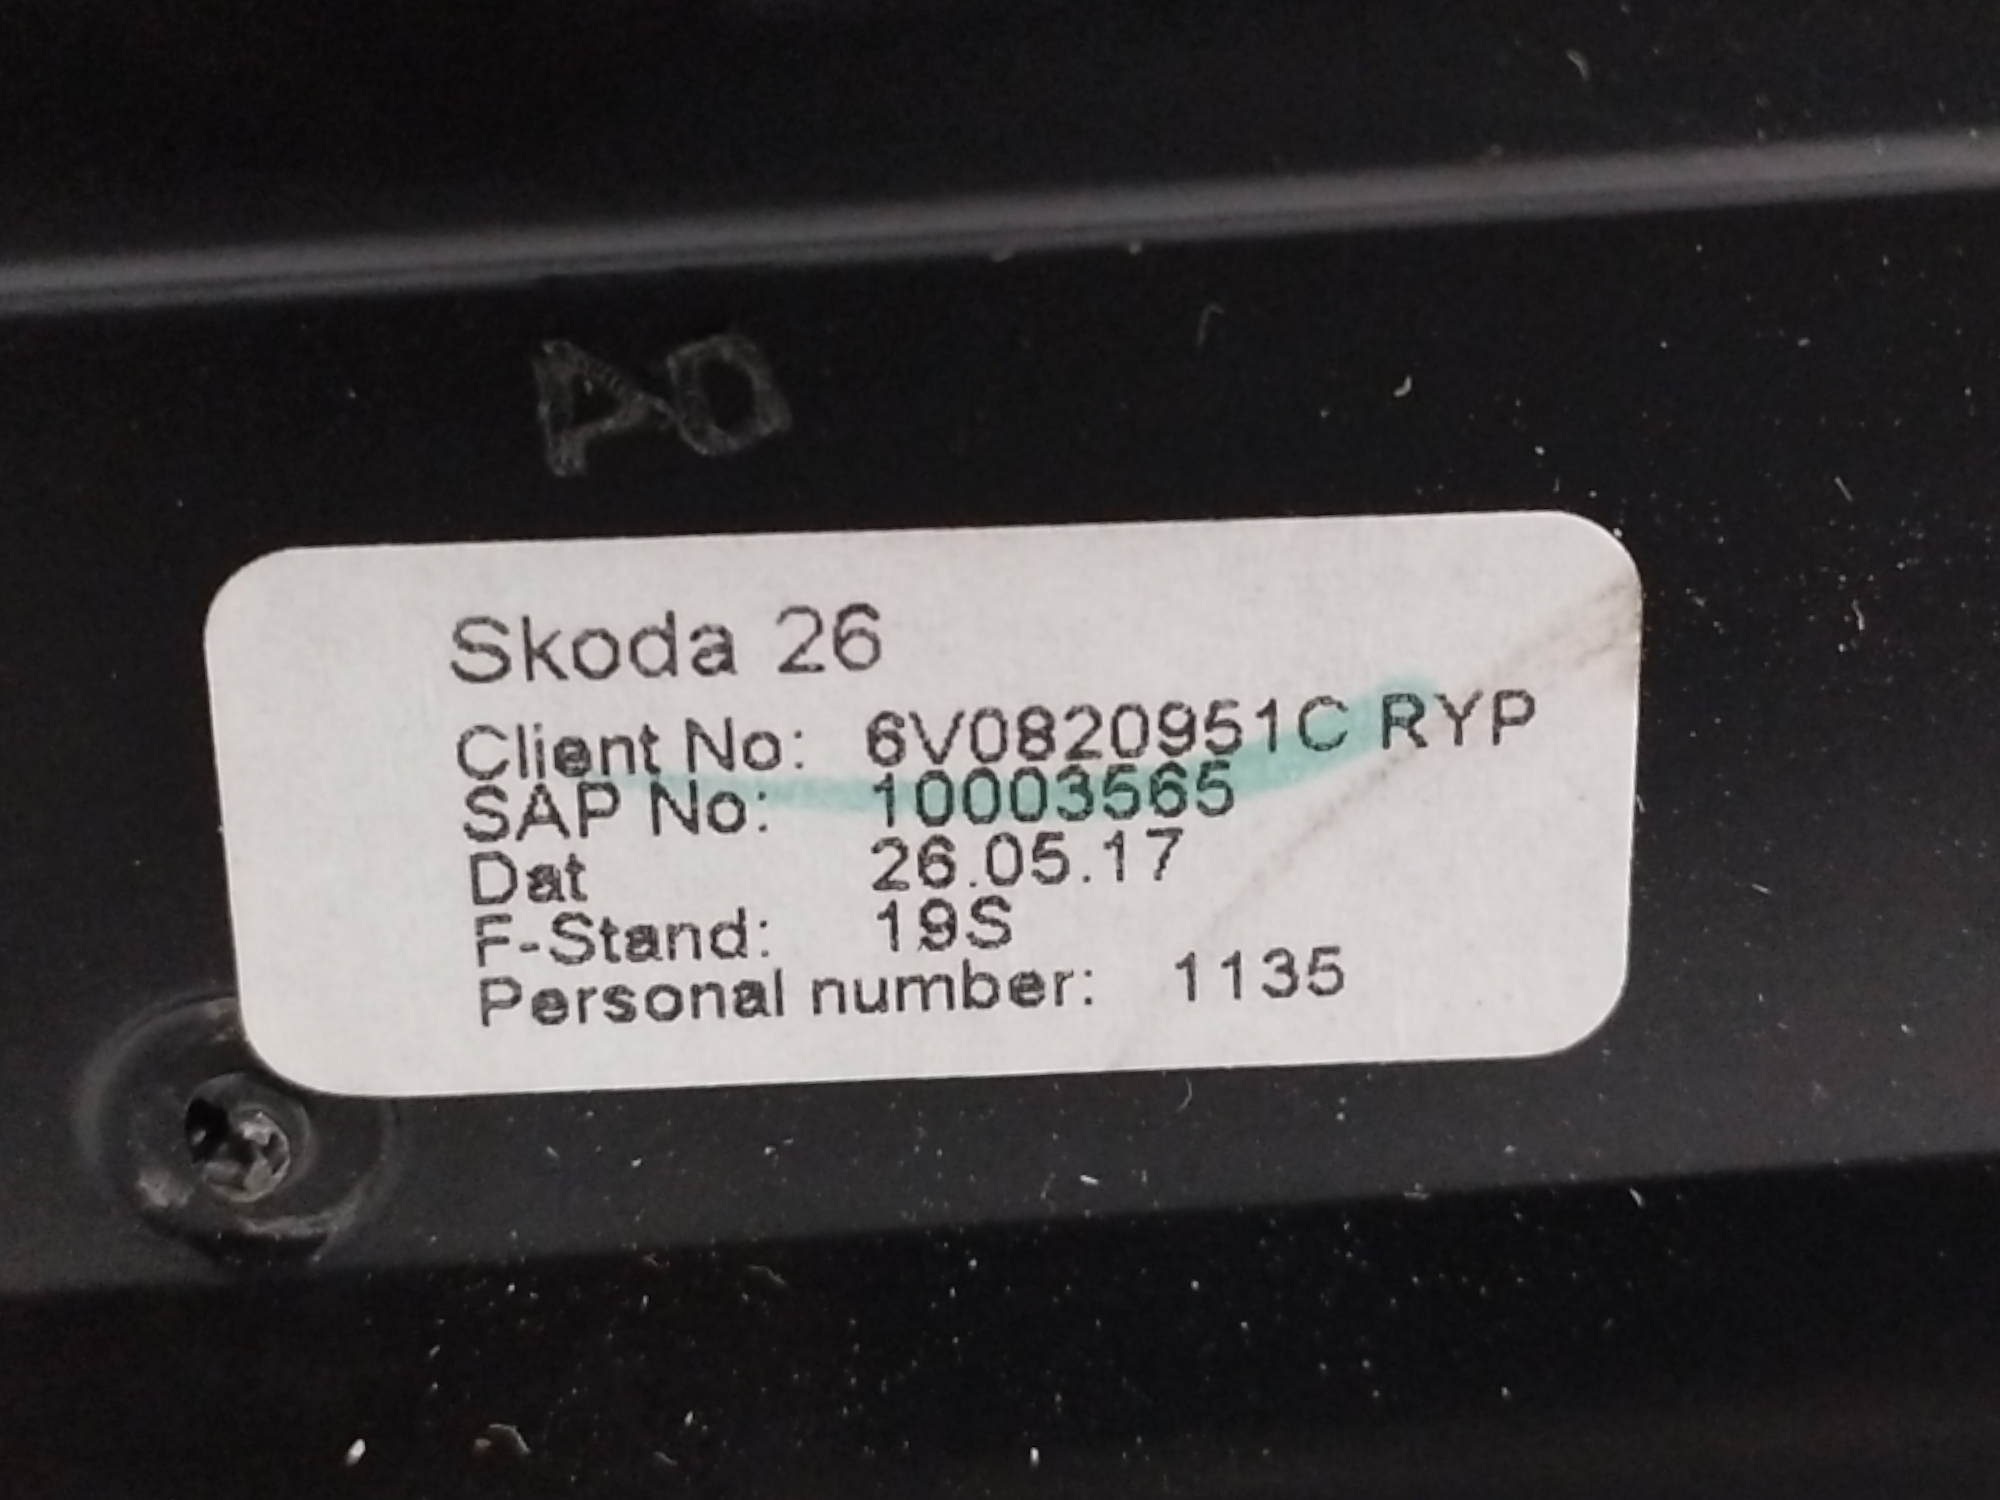 A0
Skoda 26
Client No: 6V0820951C RYP
SAP No: 10003565
Dat 26.05.17
F-Stand: 19S
Personal number: 1135